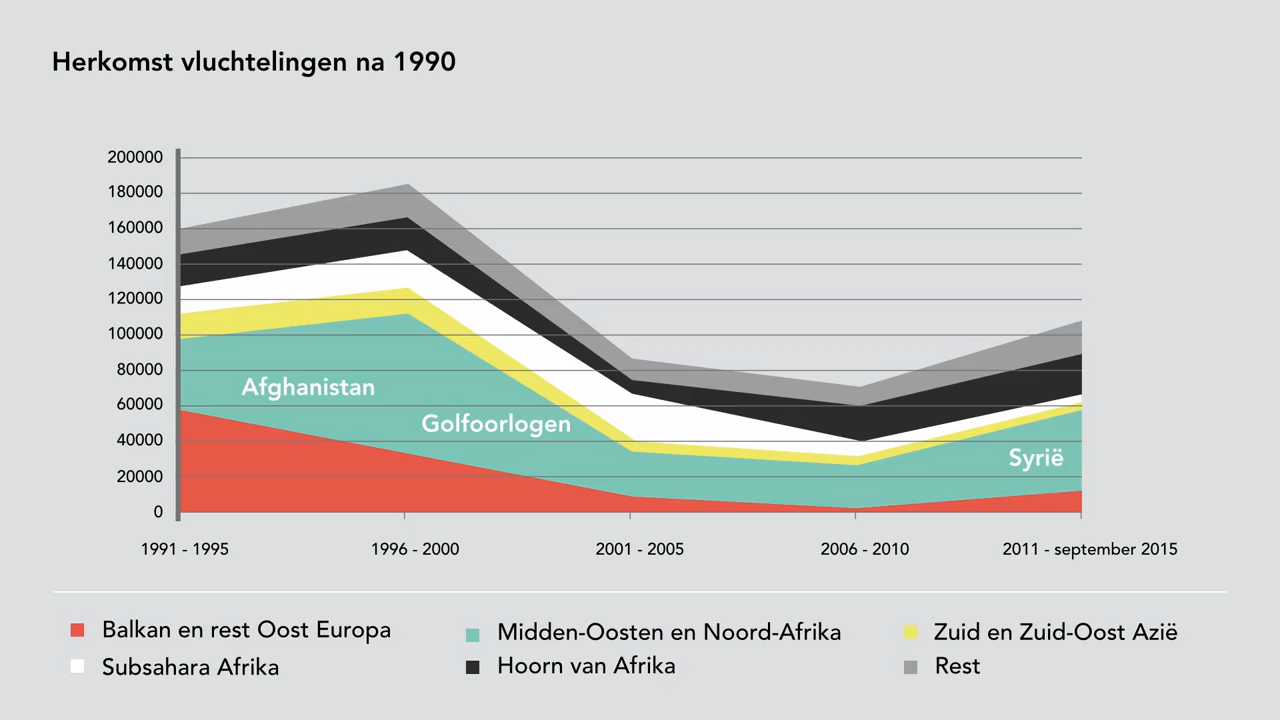 Herkomst vluchtelingen na 1990
200000
180000
160000
140000
120000
100000
80000
60000
40000
20000
0
Afghanistan
Golfoorlogen
Syrië
1991 - 1995 1996 - 2000 2001 - 2005 2006 - 2010 2011 - september 2015
Balkan en rest Oost Europa Midden-Oosten en Noord-Afrika Zuid en Zuid-Oost Azië
Subsahara Afrika Hoorn van Afrika Rest